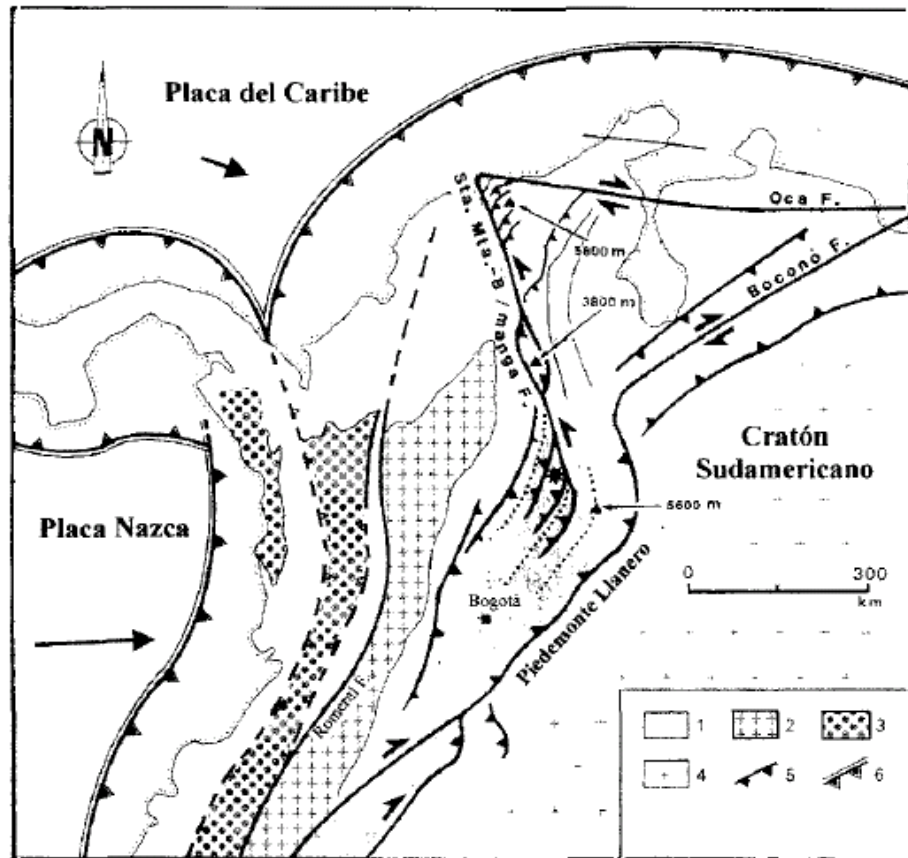 Placa del Caribe
N
Sta. Mta.-B/manga F.
Oca F.
5800 m
Boconó F.
3800 m
Cratón
Sudamericano
Placa Nazca
5600 m
0 300
km
Bogotá
Piedemonte Llanero
Romeral F.
1 2 3
4 5 6